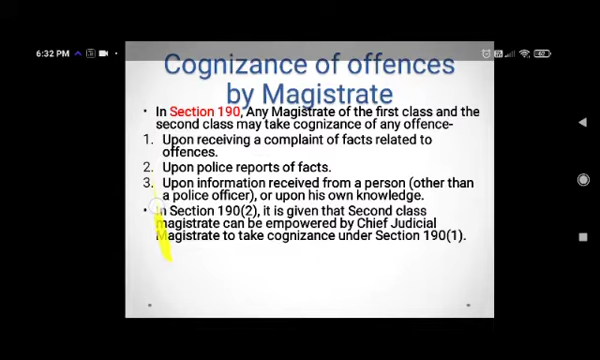 6:32 PM
Cognizance of offences
by Magistrate
• In Section 190, Any Magistrate of the first class and the
second class may take cognizance of any offence-
1. Upon receiving a complaint of facts related to
offences.
2. Upon police reports of facts.
3. Upon information received from a person (other than
a police officer), or upon his own knowledge.
• In Section 190(2), it is given that Second class
magistrate can be empowered by Chief Judicial
Magistrate to take cognizance under Section 190(1).